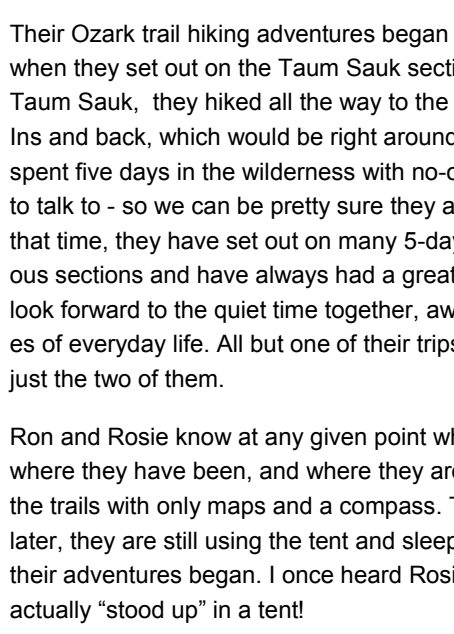 Their Ozark trail hiking adventures began
when they set out on the Taum Sauk secti
Taum Sauk,  they hiked all the way to the
Ins and back, which would be right around
spent five days in the wilderness with no-o
to talk to - so we can be pretty sure they a
that time, they have set out on many 5-day
ous sections and have always had a great
look forward to the quiet time together, aw
es of everyday life. All but one of their trips
just the two of them.
Ron and Rosie know at any given point wh
where they have been, and where they are
the trails with only maps and a compass. T
later, they are still using the tent and sleep
their adventures began. I once heard Rosi
actually “stood up” in a tent!